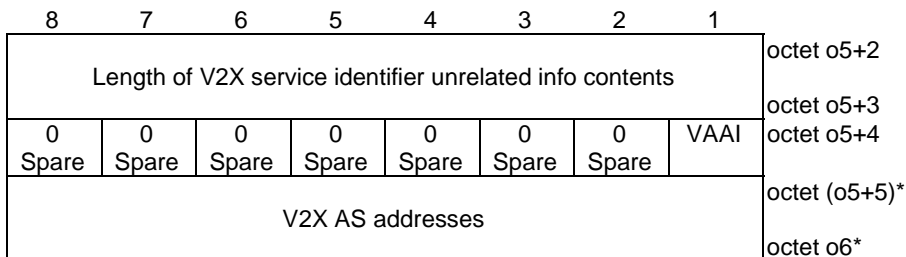 8 7 6 5 4 3 2 1
octet o5+2
Length of V2X service identifier unrelated info contents
octet o5+3
0 0 0 0 0 0 0 VAAI octet o5+4
Spare Spare Spare Spare Spare Spare Spare
octet (o5+5)*
V2X AS addresses
octet o6*